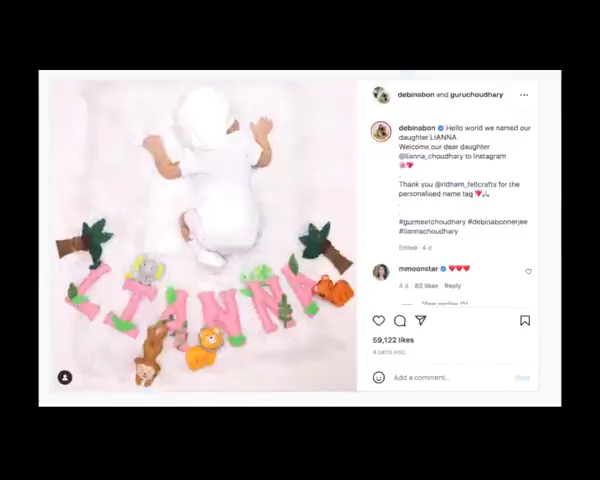 debinabon and guruchoudhary
debinabon Hello world we named our
daughter LIANNA
Welcome our dear daughter
@lianna_choudhary to Instagram
.
Thank you @ridham_feltcrafts for the
personalised name tag
.
#gurmeetchoudhary #debinabonnerjee
#liannachoudhary
Edited · 4 d
mmoonstar
4 d 82 likes Reply
59,122 likes
4 DAYS AGO
Add a comment...
Post
LIANNA